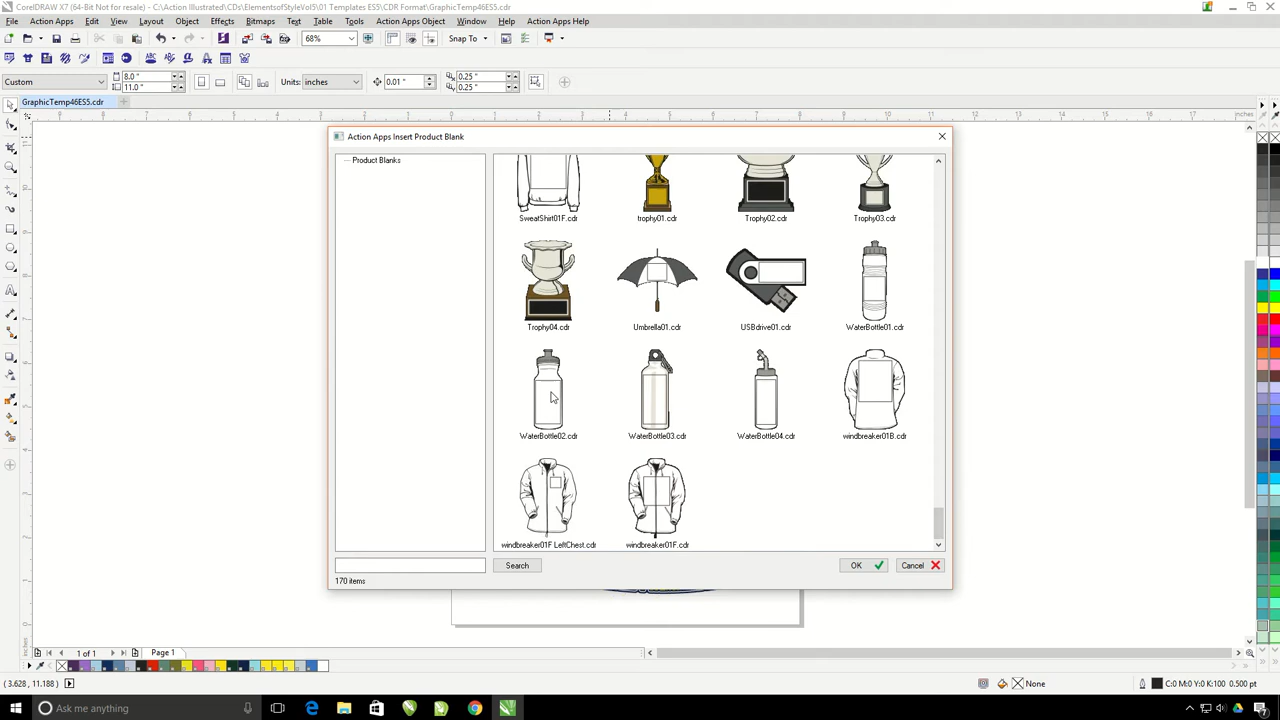 CorelDRAW X7 (64-Bit Not for resale) - C:\Action Illustrated\CDs\ElementsofStyleVol5\01 Templates ES5\CDR Format\GraphicTemp46ES5.cdr
File Edit View Layout Object Effects Bitmaps Text Table Tools Action Apps Object Window Help Action Apps Help
68% Snap To
Custom 8.0 " 11.0 " Units: inches 0.01 " 0.25 " 0.25 "
GraphicTemp46ES5.cdr
inches
Action Apps Insert Product Blank
Product Blanks
SweatShirt01F.cdr trophy01.cdr Trophy02.cdr Trophy03.cdr
Trophy04.cdr Umbrella01.cdr USBdrive01.cdr WaterBottle01.cdr
WaterBottle02.cdr WaterBottle03.cdr WaterBottle04.cdr windbreaker01B.cdr
windbreaker01F LeftChest.cdr windbreaker01F.cdr
Search OK Cancel
170 items
1 of 1 Page 1
(3.628, 11.188) None C:0 M:0 Y:0 K:100 0.500 pt
Ask me anything